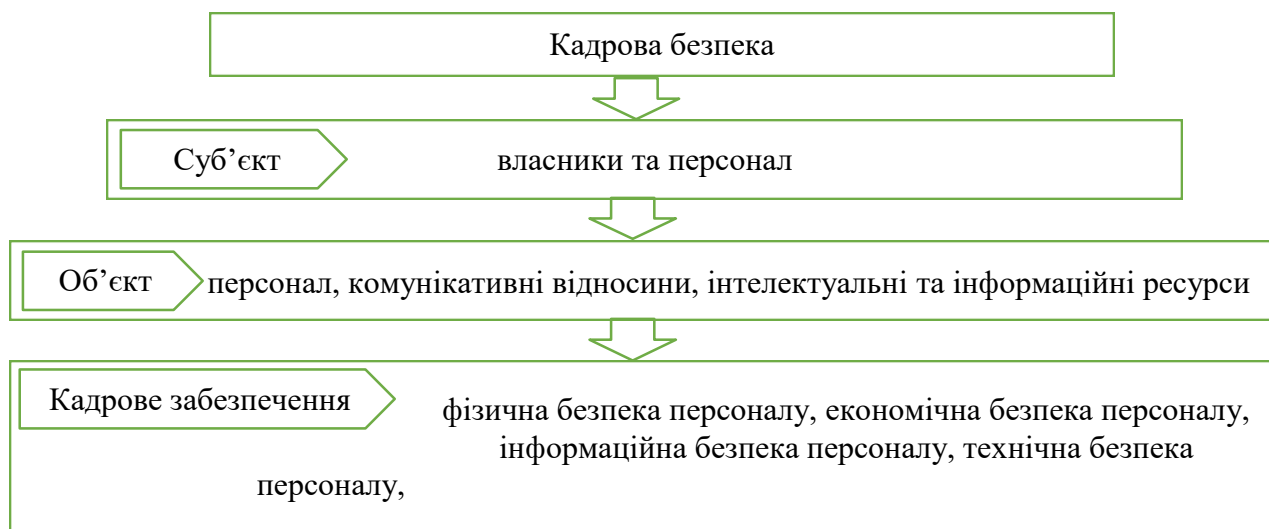 Кадрова безпека
Суб’єкт
власники та персонал
Об’єкт
персонал, комунікативні відносини, інтелектуальні та інформаційні ресурси
Кадрове забезпечення
фізична безпека персоналу, економічна безпека персоналу,
інформаційна безпека персоналу, технічна безпека
персоналу,